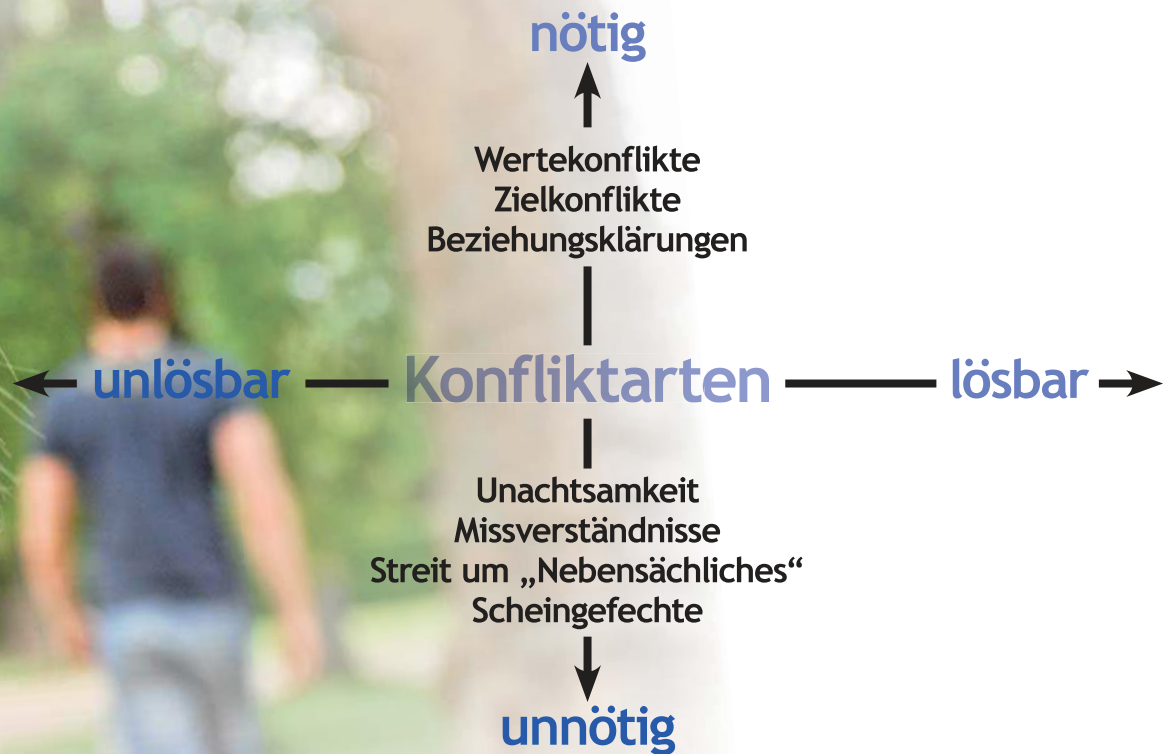 nötig
Wertekonflikte
Zielkonflikte
Beziehungsklärungen
unlösbar Konfliktarten lösbar
Unachtsamkeit
Missverständnisse
Streit um „Nebensächliches“
Scheingefechte
unnötig